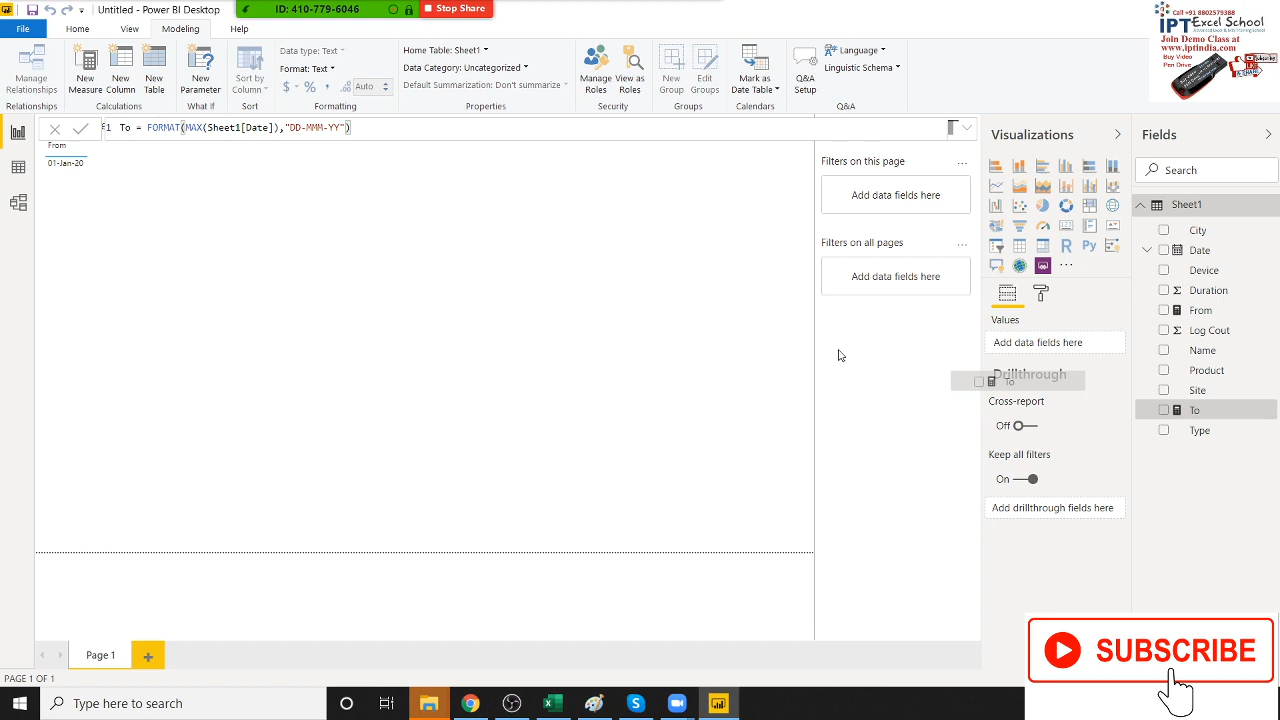 Untitled - Power BI Desktop
ID: 410-779-6046
Stop Share
Call +91 8802579388
IPT Excel School
Join Demo Class at
www.iptindia.com
Buy Video
Pen Drive
File
Home
View
Modeling
Help
Manage
Relationships
New
Measure
New
Column
New
Table
New
Parameter
Sort by
Column
Data type: Text
Format: Text
$ % Auto
Home Table: Sheet1
Data Category: Uncategorized
Default Summarization: Don't summarize
Manage
Roles
View as
Roles
New
Group
Edit
Groups
Mark as
Date Table
Q&A
Setup
Language
Linguistic Schema
Relationships
Calculations
What If
Sort
Formatting
Properties
Security
Groups
Calendars
Q&A
1 To = FORMAT(MAX(Sheet1[Date]),"DD-MMM-YY")
From
01-Jan-20
Filters on this page
Add data fields here
Filters on all pages
Add data fields here
Visualizations
R
Py
Values
Add data fields here
Drillthrough
To
Cross-report
Off
Keep all filters
On
Add drillthrough fields here
Fields
Search
Sheet1
City
Date
Device
Duration
From
Log Cout
Name
Product
Site
To
Type
Page 1
PAGE 1 OF 1
SUBSCRIBE
Type here to search